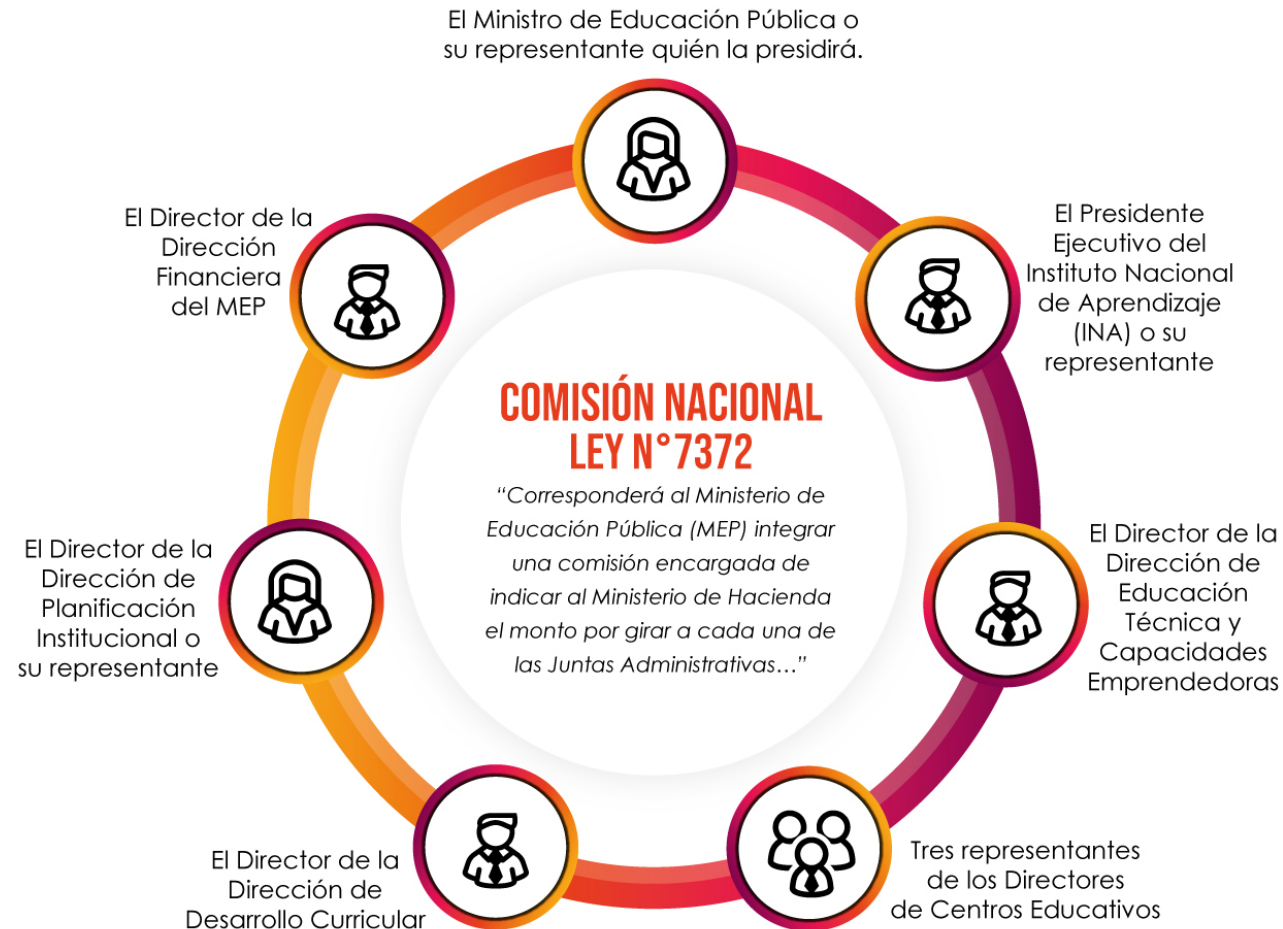 El Ministro de Educación Pública o
su representante quién la presidirá.
El Presidente
Ejecutivo del
Instituto Nacional
de Aprendizaje
(INA) o su
representante
El Director de la
Dirección de
Educación
Técnica y
Capacidades
Emprendedoras
Tres representantes
de los Directores
de Centros Educativos
El Director de la
Dirección de
Desarrollo Curricular
El Director de la
Dirección de
Planificación
Institucional o
su representante
El Director de la
Dirección
Financiera
del MEP
COMISIÓN NACIONAL
LEY N°7372
“Corresponderá al Ministerio de
Educación Pública (MEP) integrar
una comisión encargada de
indicar al Ministerio de Hacienda
el monto por girar a cada una de
las Juntas Administrativas...”